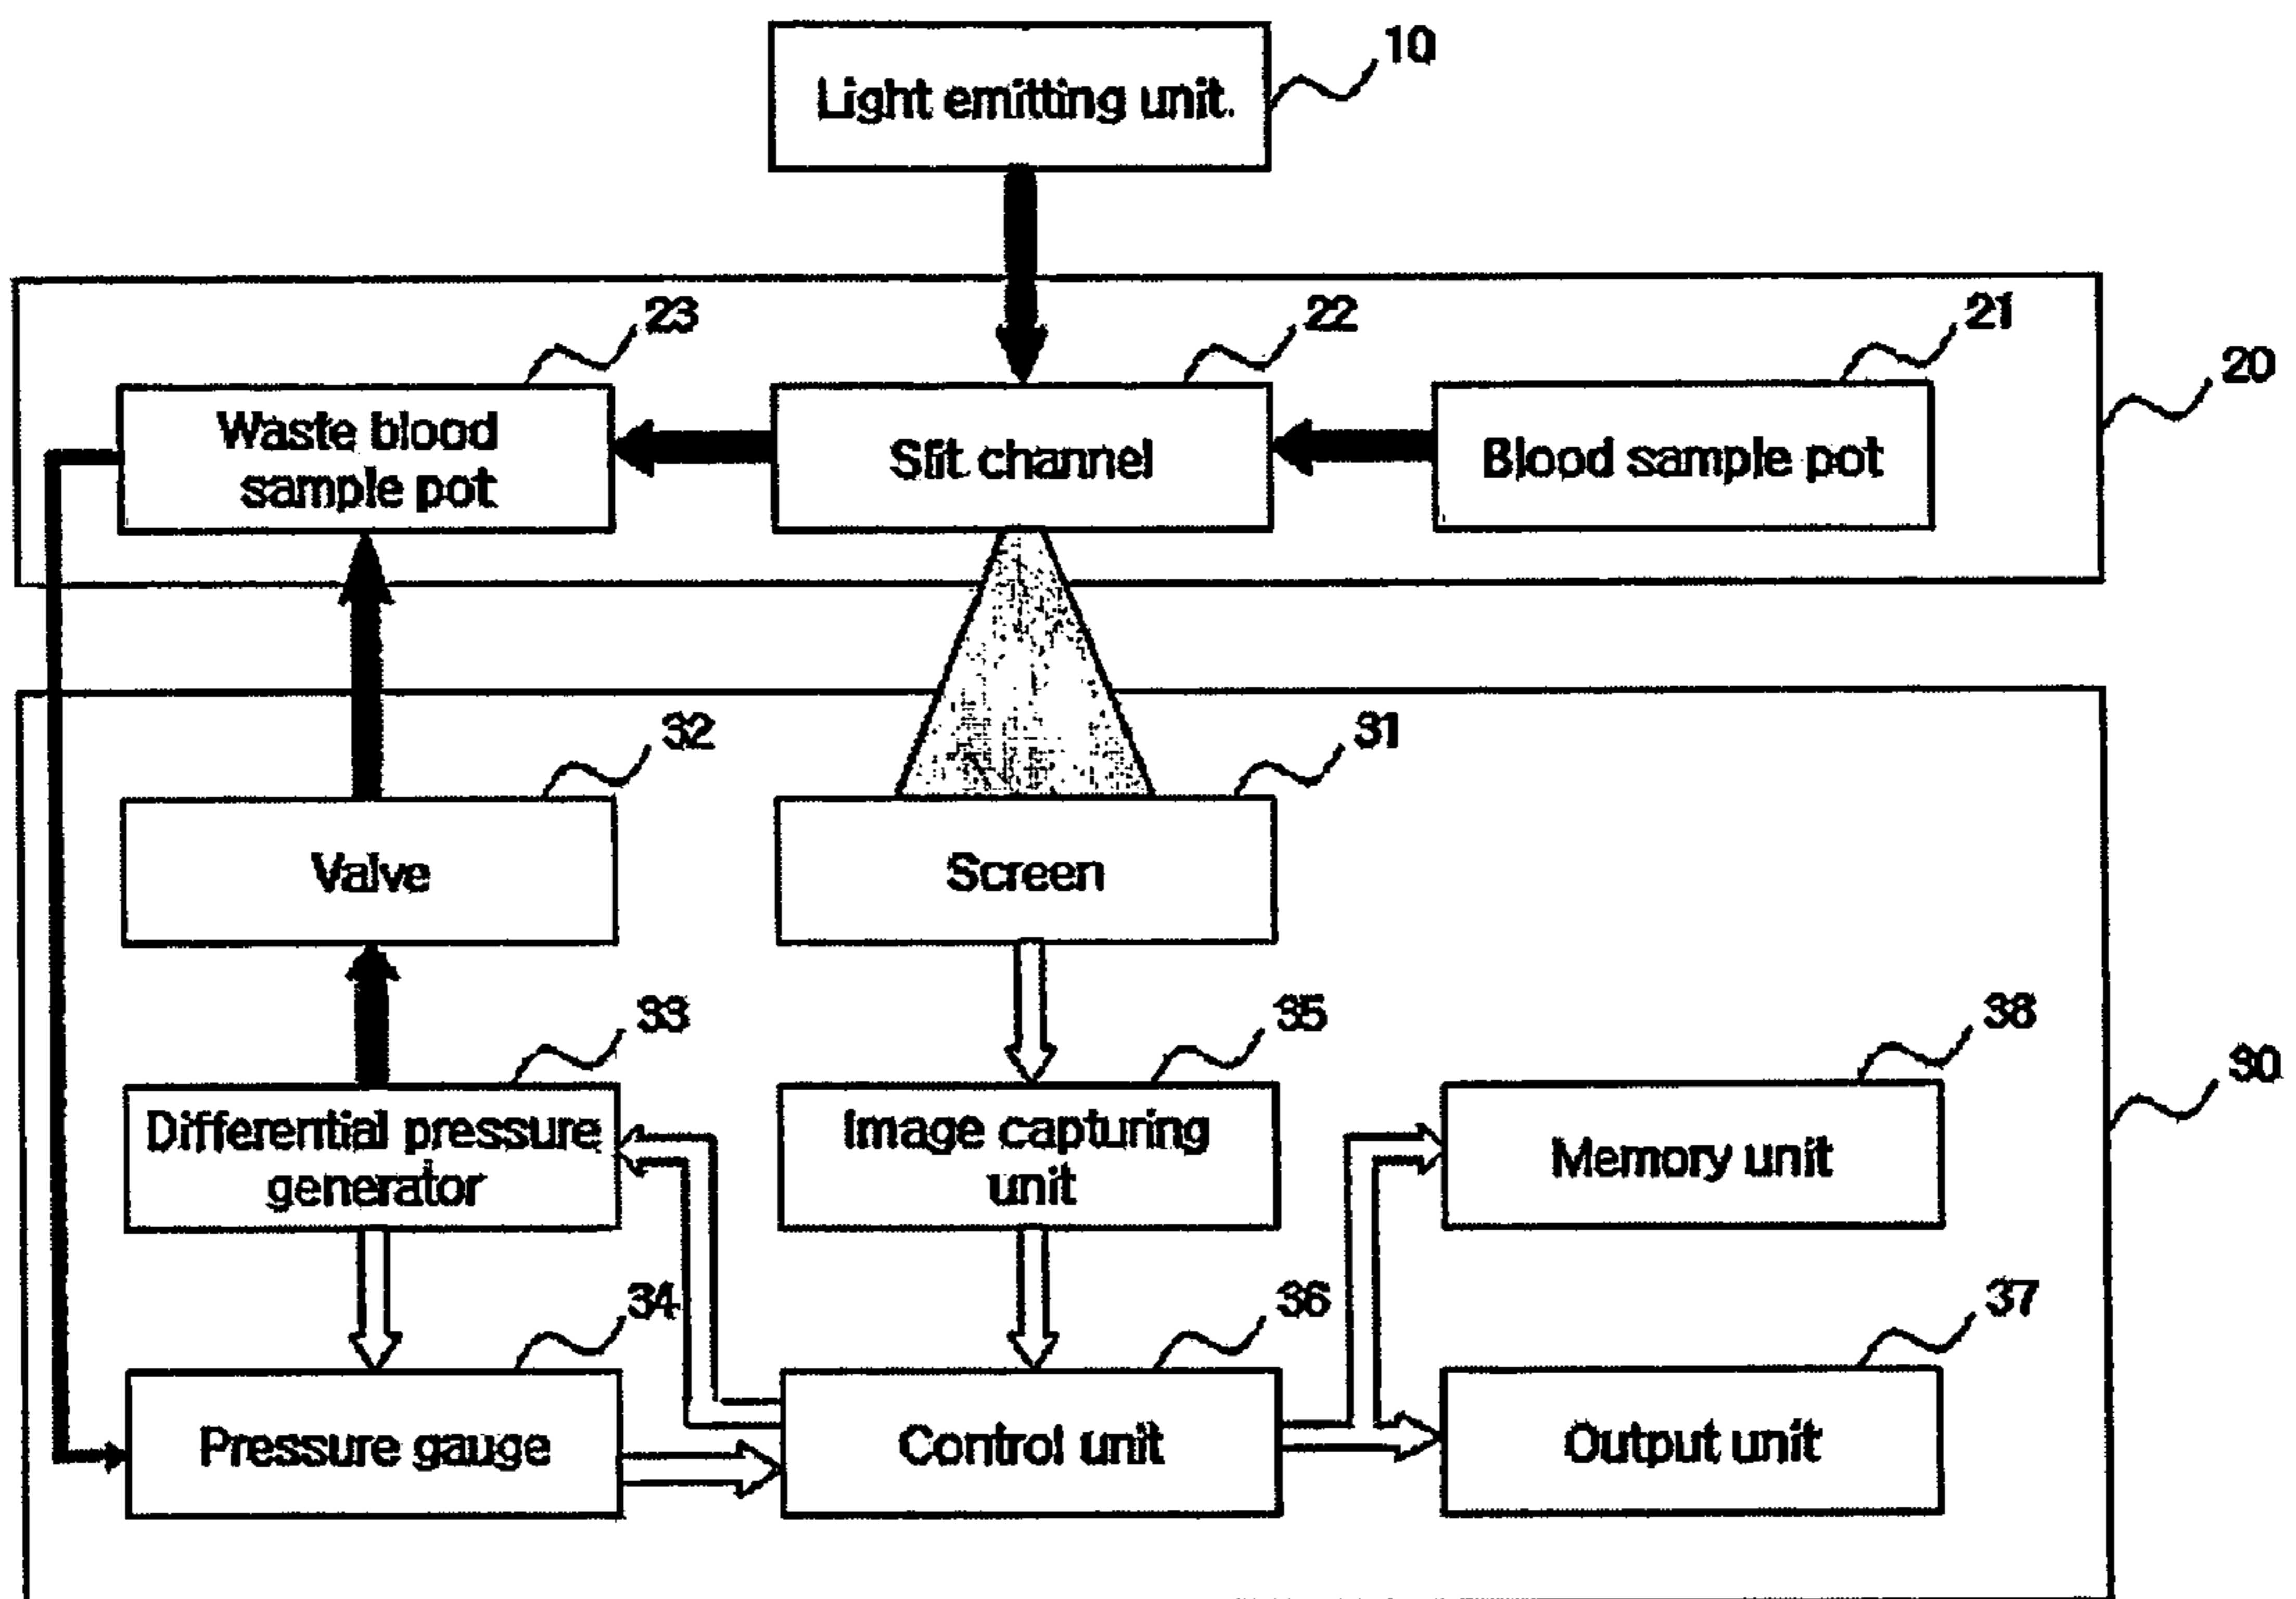 10
Light emitting unit.
23
22
21
20
Waste blood
sample pot
Slit channel
Blood sample pot
32
31
Valve
Screen
33
35
38
30
Differential pressure
generator
Image capturing
unit
Memory unit
34
36
37
Pressure gauge
Control unit
Output unit